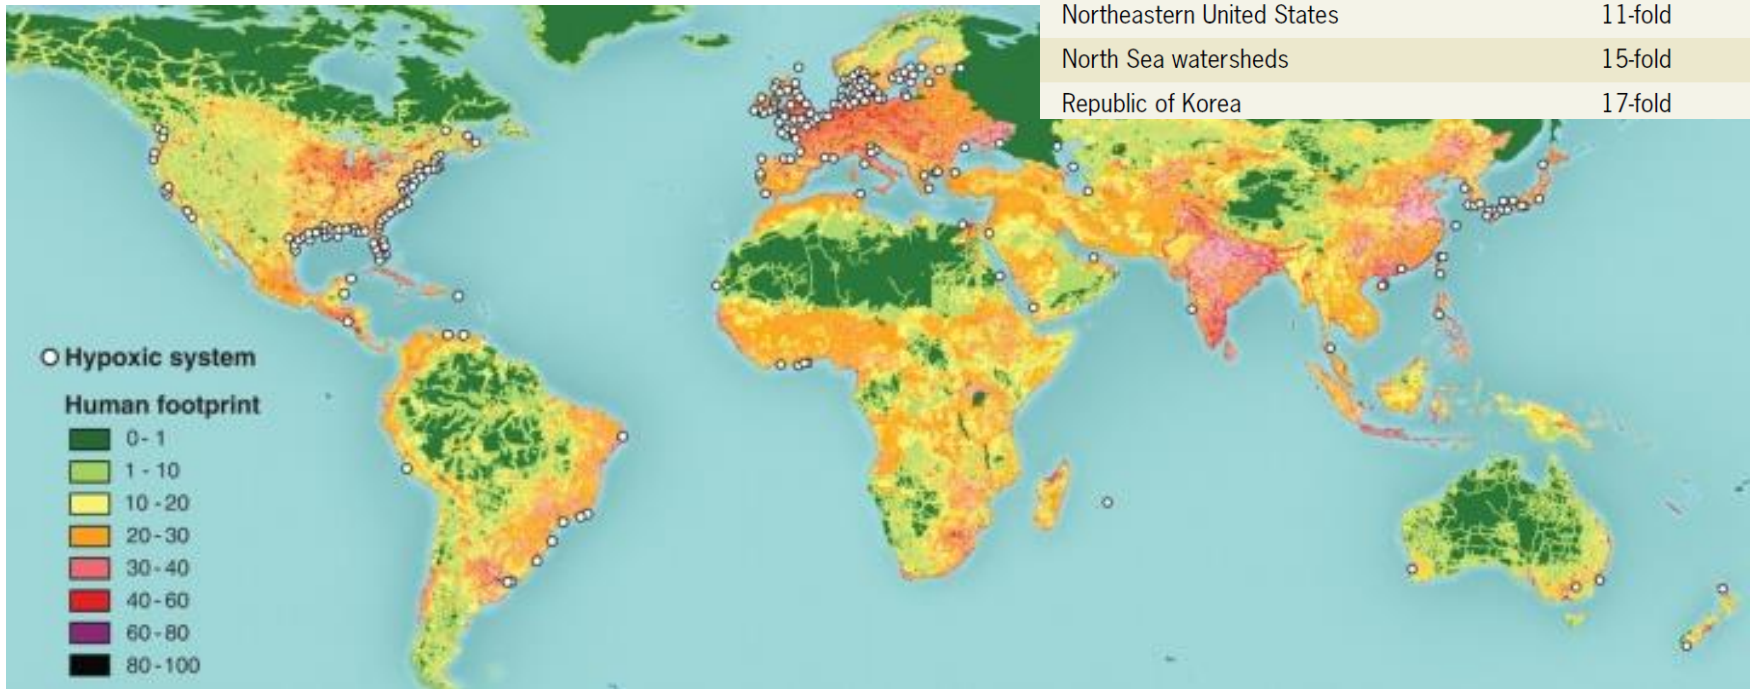 Northeastern United States 11-fold
North Sea watersheds 15-fold
Republic of Korea 17-fold
Hypoxic system
Human footprint
0 - 1
1 - 10
10 - 20
20 - 30
30 - 40
40 - 60
60 - 80
80 - 100